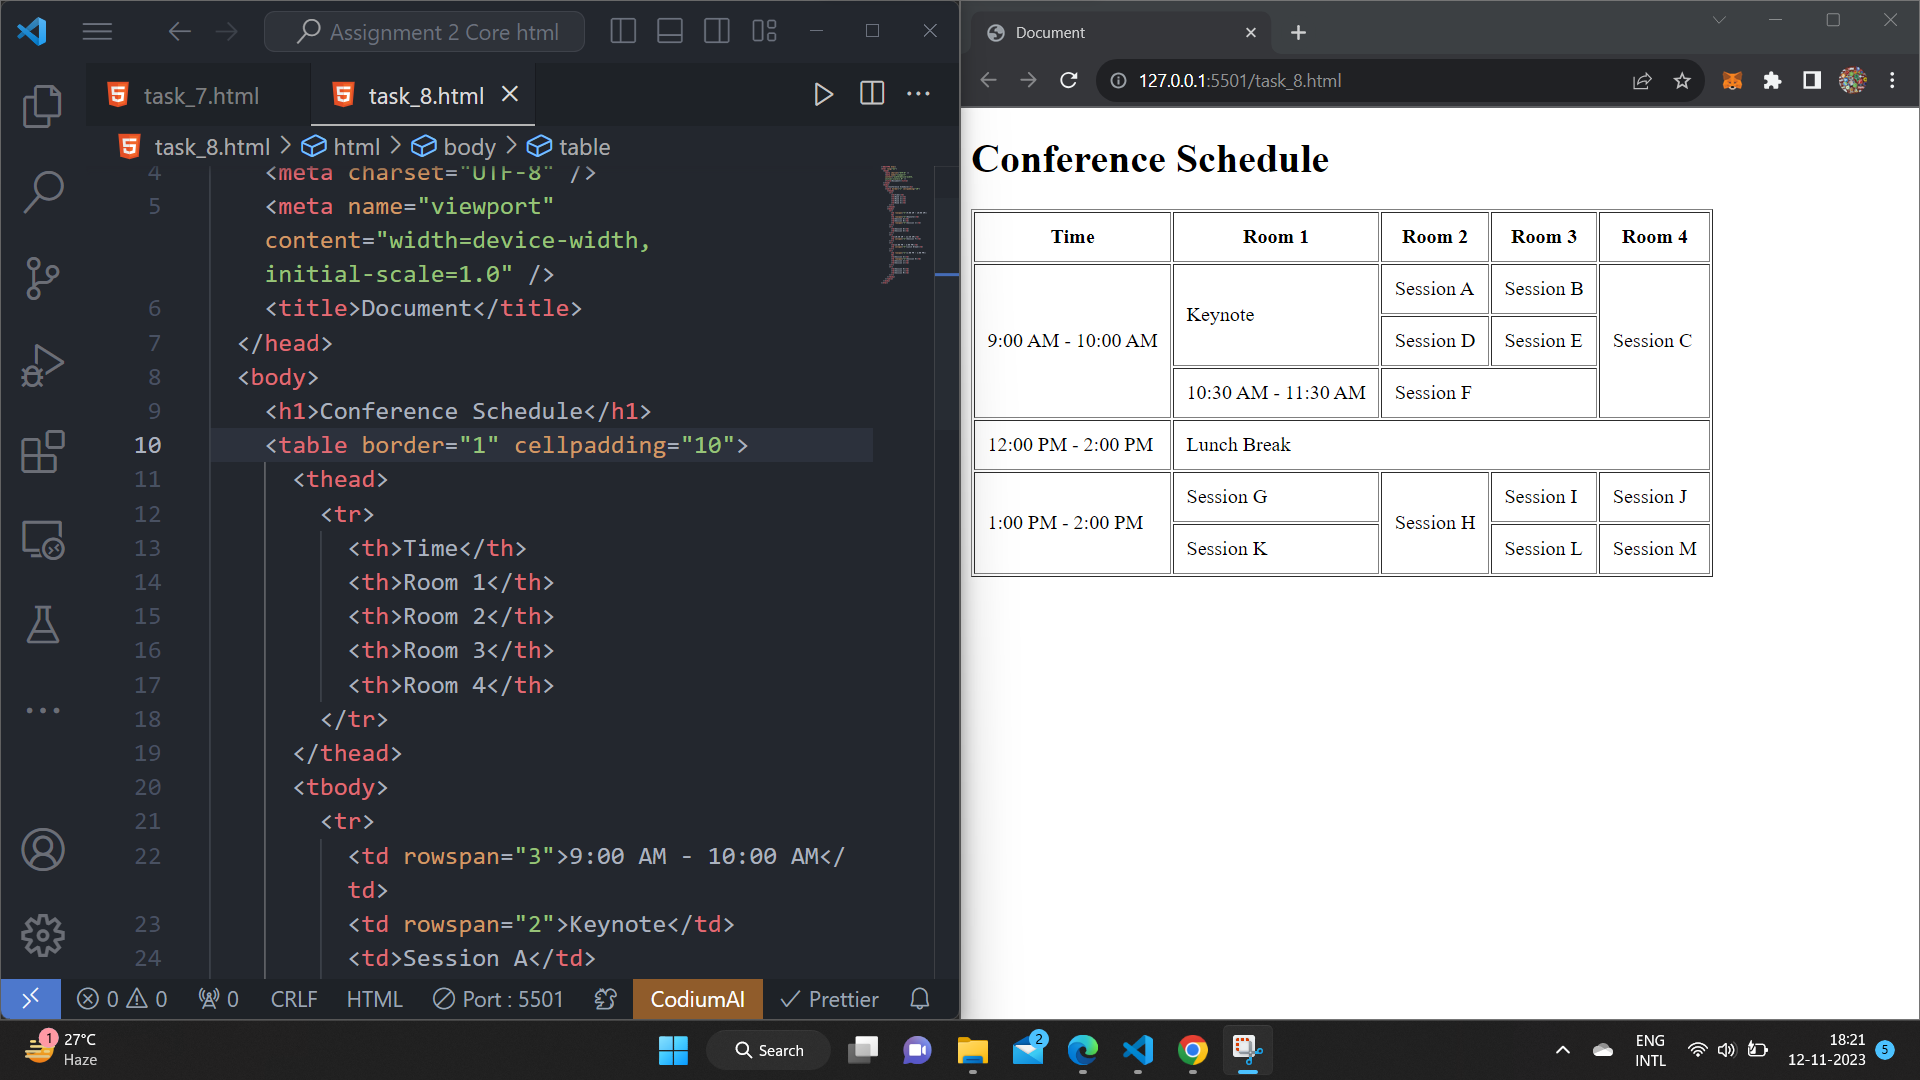 Assignment 2 Core html
task_7.html
task_8.html
task_8.html > html > body > table
4 <meta charset="UTF-8" />
5 <meta name="viewport"
content="width=device-width,
initial-scale=1.0" />
6 <title>Document</title>
7 </head>
8 <body>
9 <h1>Conference Schedule</h1>
10 <table border="1" cellpadding="10">
11 <thead>
12 <tr>
13 <th>Time</th>
14 <th>Room 1</th>
15 <th>Room 2</th>
16 <th>Room 3</th>
17 <th>Room 4</th>
18 </tr>
19 </thead>
20 <tbody>
21 <tr>
22 <td rowspan="3">9:00 AM - 10:00 AM</
td>
23 <td rowspan="2">Keynote</td>
24 <td>Session A</td>
0 0 0 CRLF HTML Port : 5501 CodiumAI Prettier
Document
127.0.0.1:5501/task_8.html
Conference Schedule
Time Room 1 Room 2 Room 3 Room 4
9:00 AM - 10:00 AM Keynote Session A Session B Session C
Session D Session E
10:30 AM - 11:30 AM Session F
12:00 PM - 2:00 PM Lunch Break
1:00 PM - 2:00 PM Session G Session H Session I Session J
Session K Session L Session M
1 27°C
Haze
Search
2
ENG
INTL
18:21
12-11-2023
5